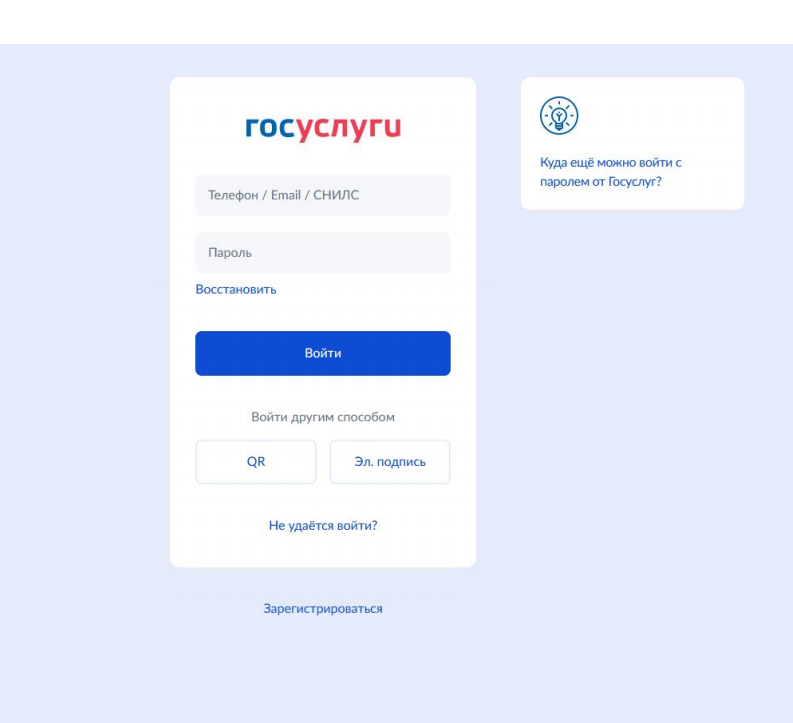 госуслуги
Телефон / Email / СНИЛС
Пароль
Восстановить
Войти
Войти другим способом
QR
Эл. подпись
Не удаётся войти?
Зарегистрироваться
Куда ещё можно войти с
паролем от Госуслуг?